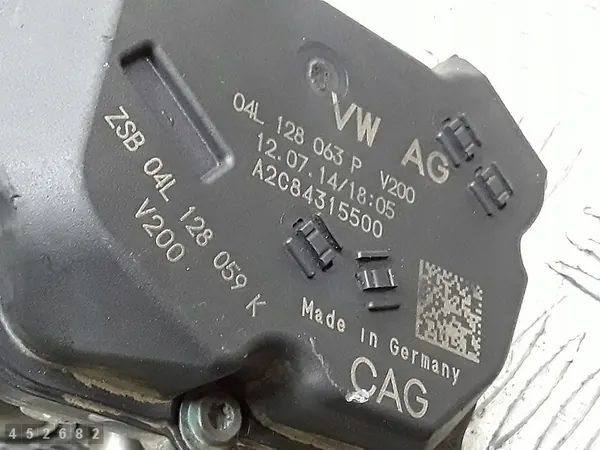 VW AG
04L 128 063 P V200
12.07.14/18:05
A2C84315500
ZSB 04L 128 059 K
V200
Made in Germany
CAG
452682